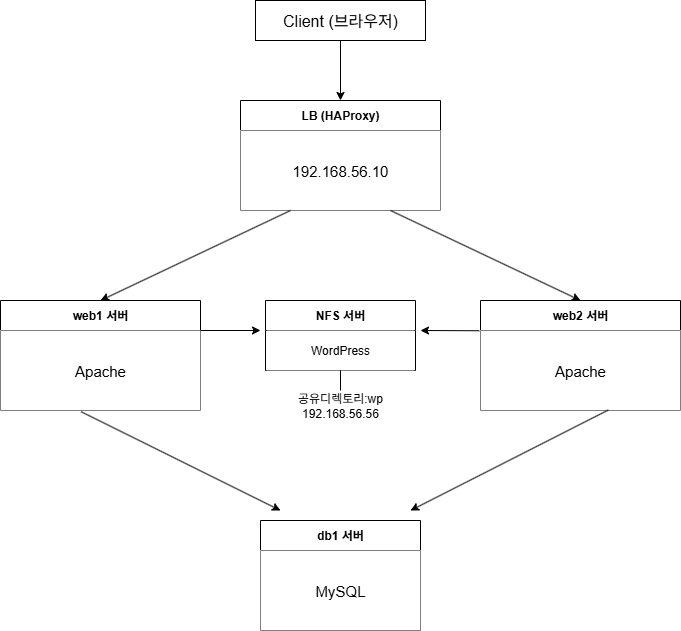 Client (브라우저)
LB (HAProxy)
192.168.56.10
web1 서버
Apache
NFS 서버
WordPress
공유디렉토리:wp
192.168.56.56
web2 서버
Apache
db1 서버
MySQL